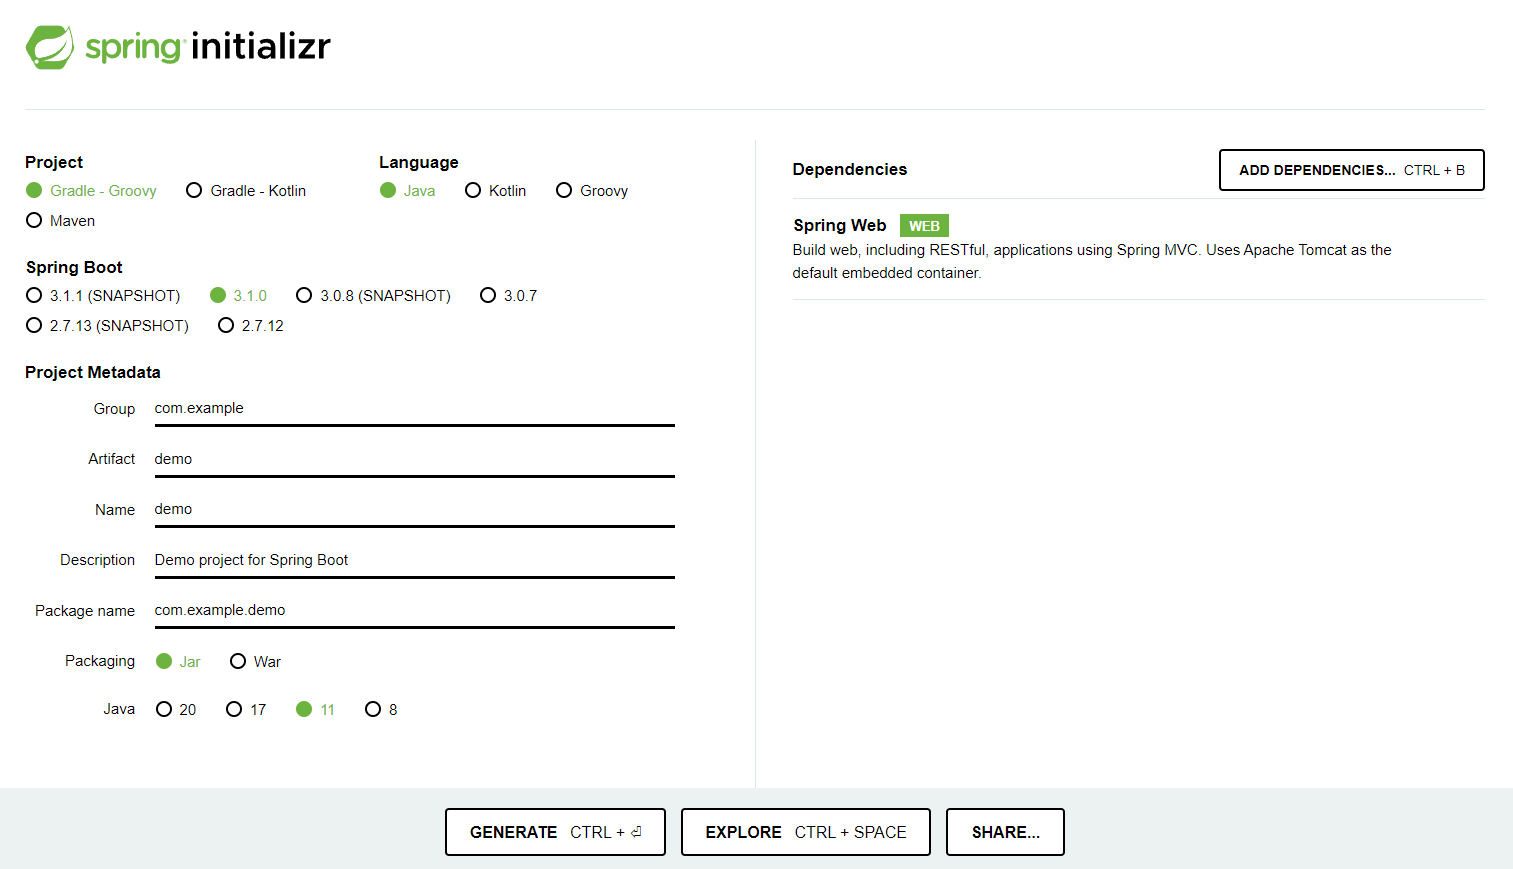 spring initializr
Project
Gradle - Groovy Gradle - Kotlin
Maven
Language
Java Kotlin Groovy
Spring Boot
3.1.1 (SNAPSHOT) 3.1.0 3.0.8 (SNAPSHOT) 3.0.7
2.7.13 (SNAPSHOT) 2.7.12
Project Metadata
Group com.example
Artifact demo
Name demo
Description Demo project for Spring Boot
Package name com.example.demo
Packaging Jar War
Java 20 17 11 8
Dependencies
ADD DEPENDENCIES... CTRL + B
Spring Web WEB
Build web, including RESTful, applications using Spring MVC. Uses Apache Tomcat as the
default embedded container.
GENERATE CTRL + ⏎
EXPLORE CTRL + SPACE
SHARE...